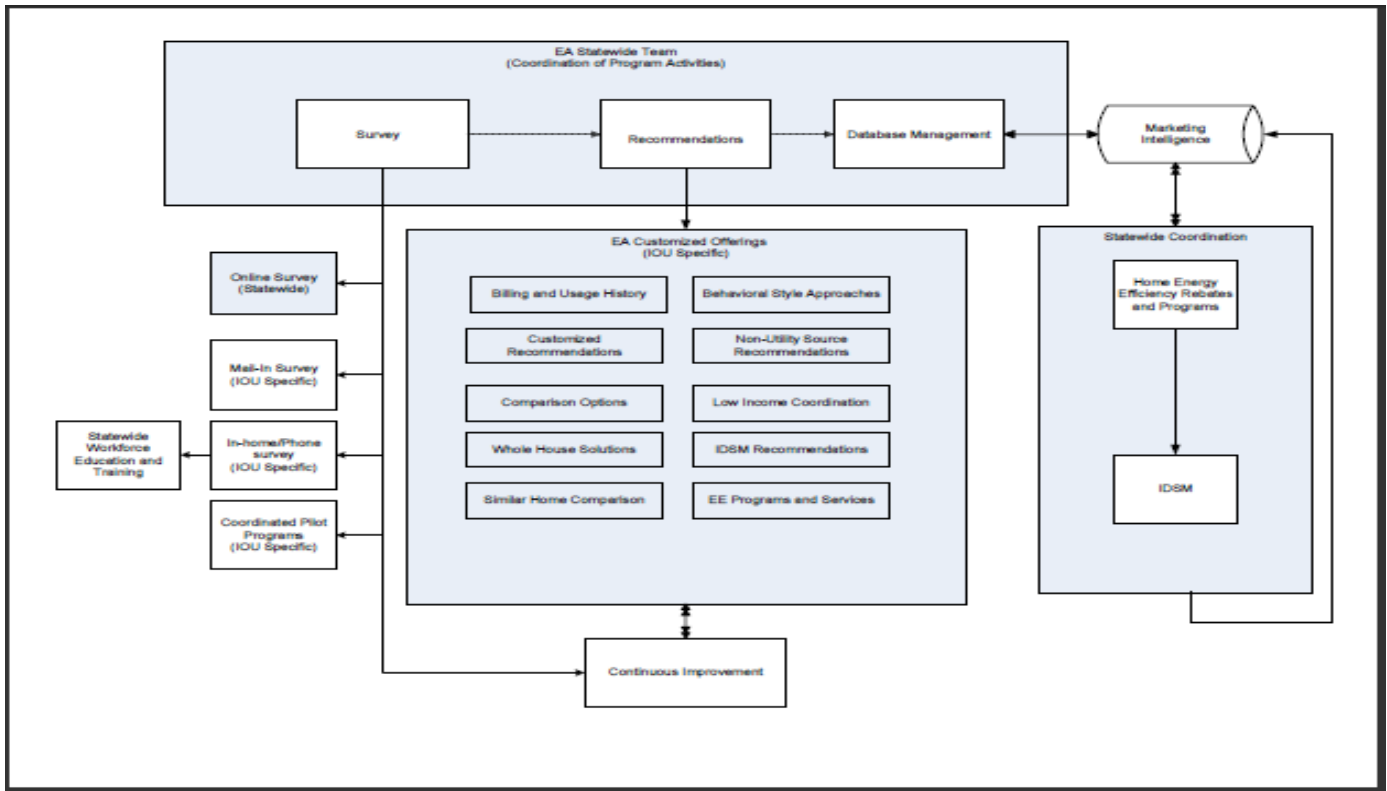 EA Statewide Team
(Coordination of Program Activities)
Survey
Recommendations
Database Management
Marketing
Intelligence
EA Customized Offerings
(IOU Specific)
Billing and Usage History
Behavioral Style Approaches
Customized
Recommendations
Non-Utility Source
Recommendations
Comparison Options
Low Income Coordination
Whole House Solutions
IDSM Recommendations
Similar Home Comparison
EE Programs and Services
Statewide Coordination
Home Energy
Efficiency Rebates
and Programs
IDSM
Online Survey
(Statewide)
Mail-In Survey
(IOU Specific)
Statewide
Workforce
Education and
Training
In-home/Phone
survey
(IOU Specific)
Coordinated Pilot
Programs
(IOU Specific)
Continuous Improvement